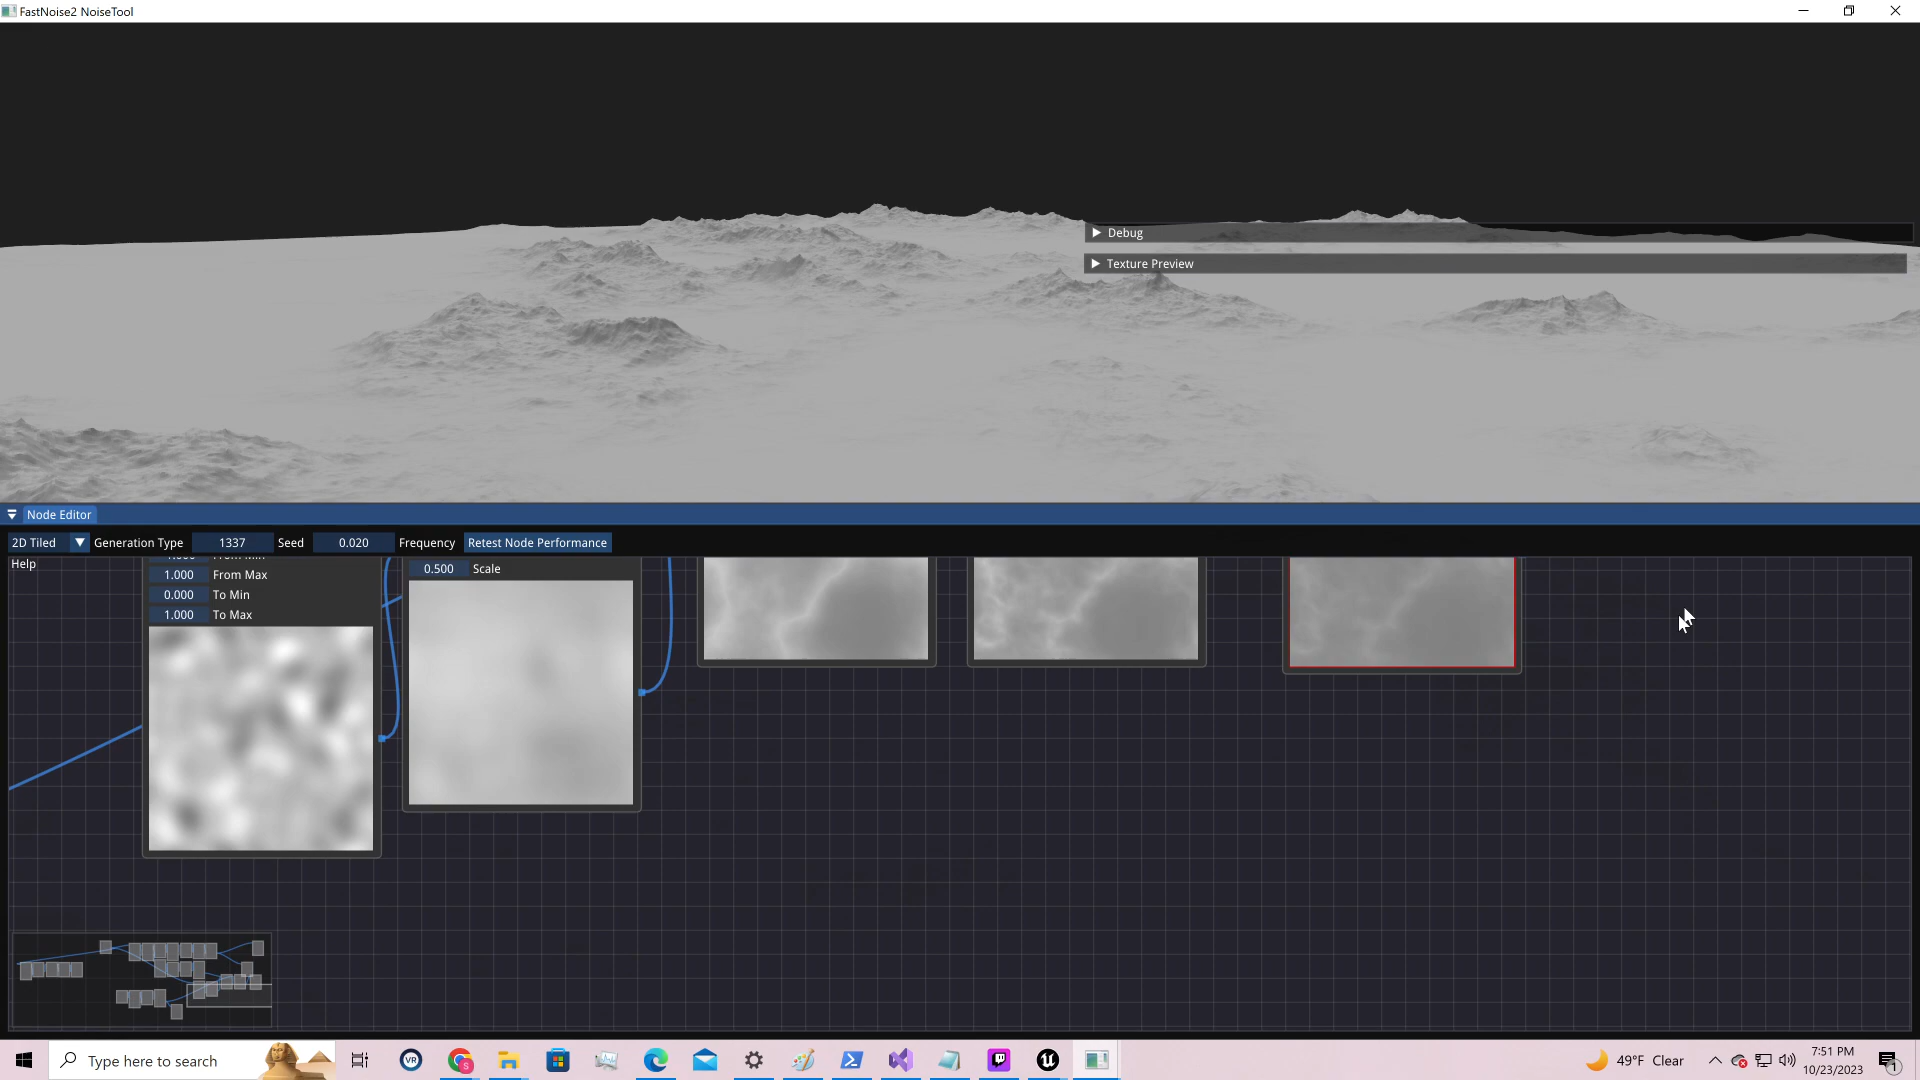 FastNoise2 NoiseTool
Debug
Texture Preview
Node Editor
2D Tiled Generation Type 1337 Seed 0.020 Frequency Retest Node Performance
Help
1.000 From Max
0.000 To Min
1.000 To Max
0.500 Scale
Type here to search
VR
S
49°F Clear
7:51 PM
10/23/2023
1